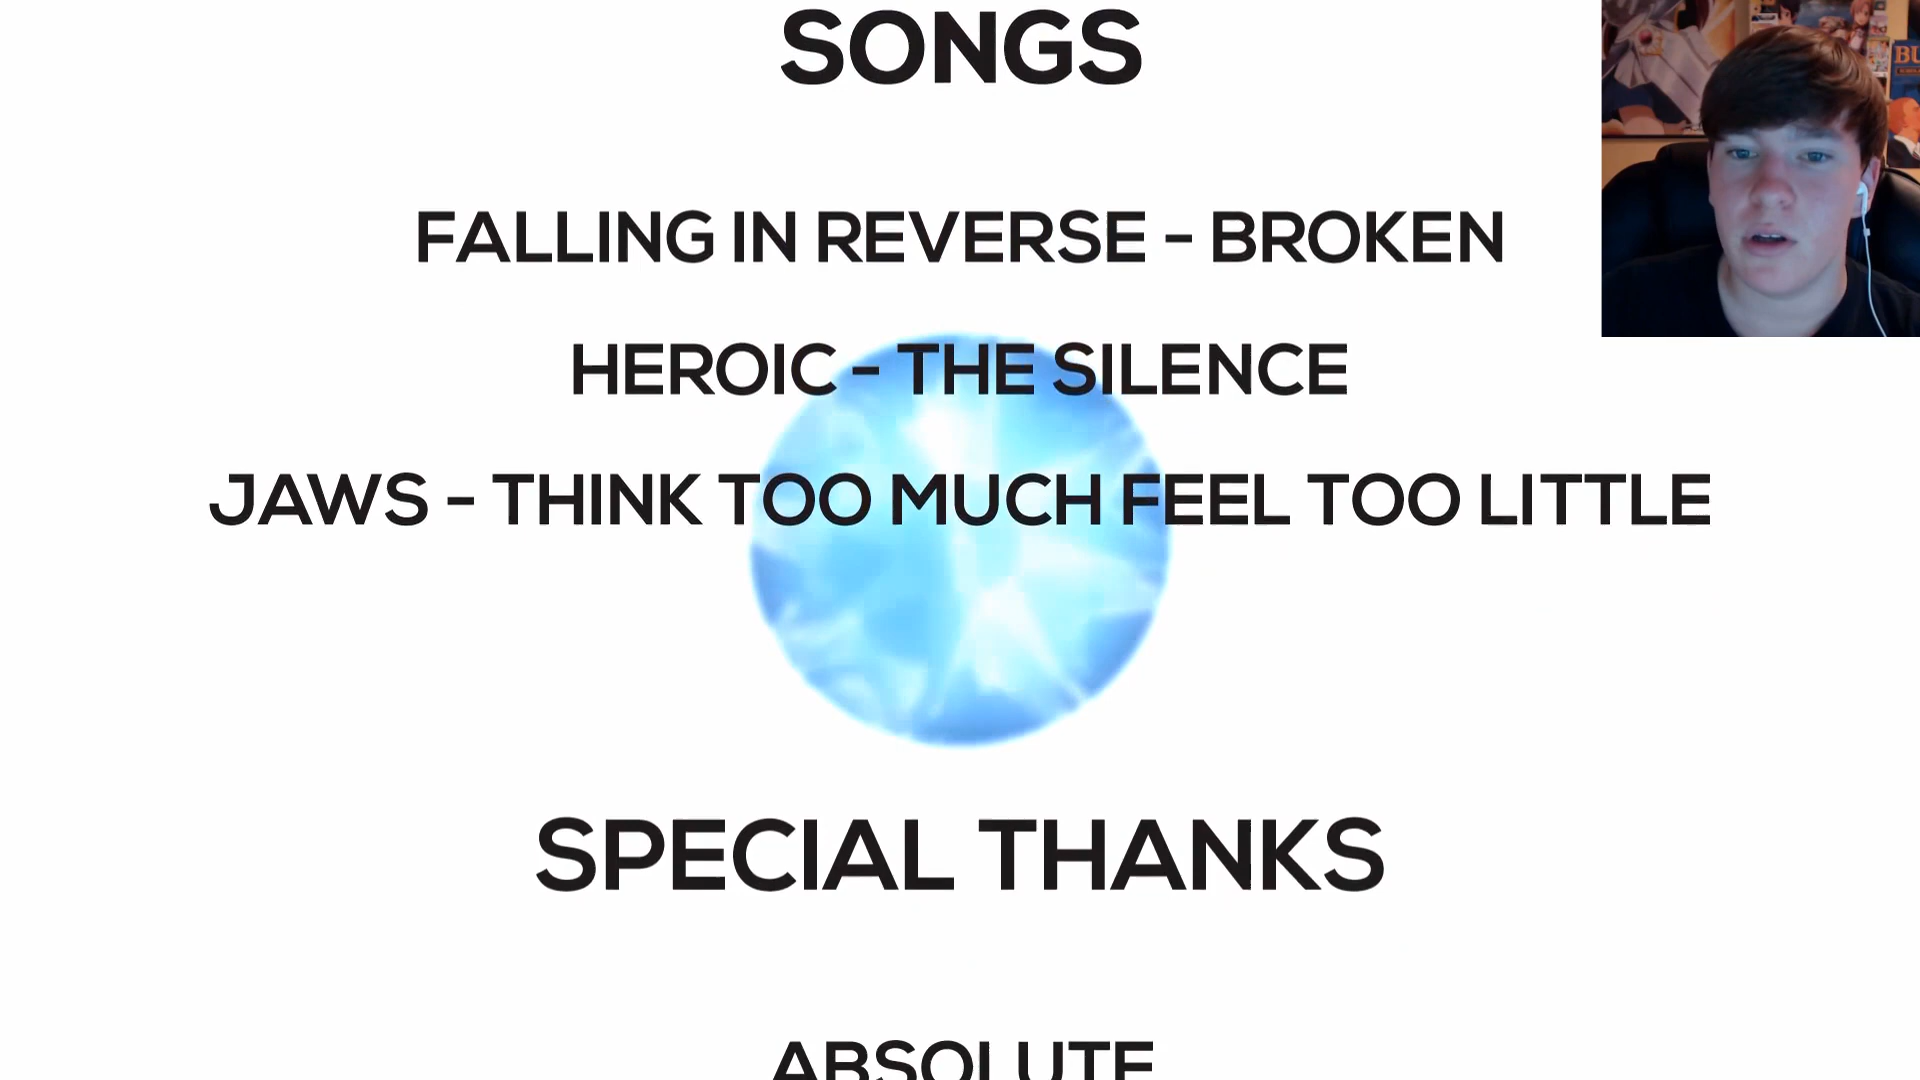 SONGS
FALLING IN REVERSE - BROKEN
HEROIC - THE SILENCE
JAWS - THINK TOO MUCH FEEL TOO LITTLE
SPECIAL THANKS
ABSOLUTE